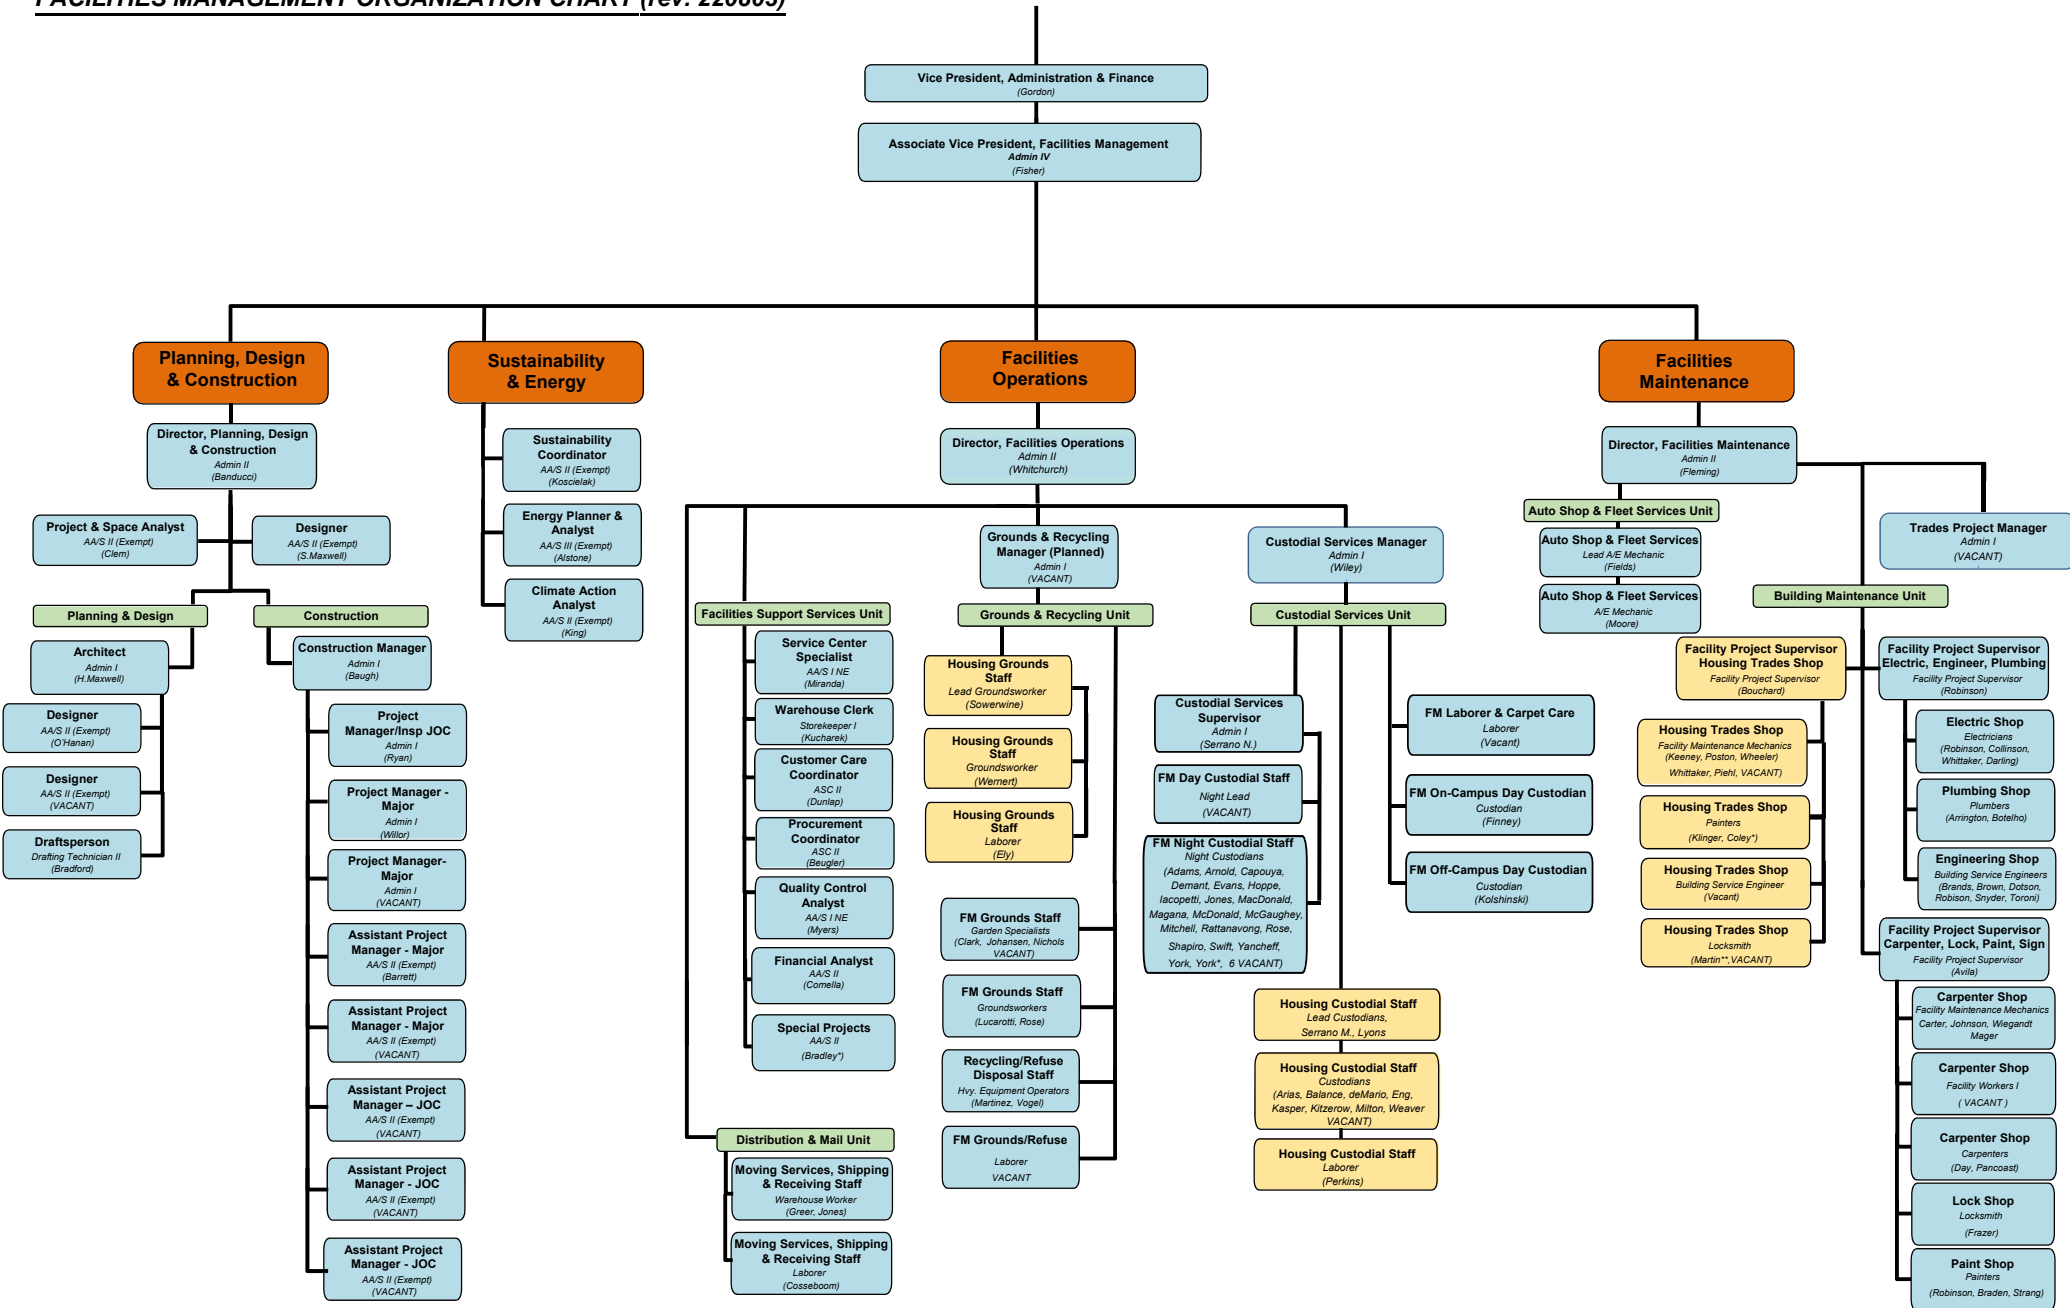 FACILITIES MANAGEMENT ORGANIZATION CHART (rev. 220805)
Vice President, Administration & Finance
(Gordon)
Associate Vice President, Facilities Management
Admin IV
(Fisher)
Planning, Design
& Construction
Director, Planning, Design
& Construction
Admin II
(Banducci)
Project & Space Analyst
AA/S II (Exempt)
(Clem)
Designer
AA/S II (Exempt)
(S.Maxwell)
Planning & Design
Architect
Admin I
(H.Maxwell)
Designer
AA/S II (Exempt)
(O'Hanan)
Designer
AA/S II (Exempt)
(VACANT)
Draftsperson
Drafting Technician II
(Bradford)
Construction
Construction Manager
Admin I
(Baugh)
Project
Manager/Insp JOC
Admin I
(Ryan)
Project Manager -
Major
Admin I
(Willor)
Project Manager-
Major
Admin I
(VACANT)
Assistant Project
Manager - Major
AA/S II (Exempt)
(Barrett)
Assistant Project
Manager - Major
AA/S II (Exempt)
(VACANT)
Assistant Project
Manager – JOC
AA/S II (Exempt)
(VACANT)
Assistant Project
Manager - JOC
AA/S II (Exempt)
(VACANT)
Assistant Project
Manager - JOC
AA/S II (Exempt)
(VACANT)
Sustainability
& Energy
Sustainability
Coordinator
AA/S II (Exempt)
(Koscielak)
Energy Planner &
Analyst
AA/S III (Exempt)
(Alstone)
Climate Action
Analyst
AA/S II (Exempt)
(King)
Facilities
Operations
Director, Facilities Operations
Admin II
(Whitchurch)
Facilities Support Services Unit
Service Center
Specialist
AA/S I NE
(Miranda)
Warehouse Clerk
Storekeeper I
(Kucharek)
Customer Care
Coordinator
ASC II
(Dunlap)
Procurement
Coordinator
ASC II
(Beugler)
Quality Control
Analyst
AA/S I NE
(Myers)
Financial Analyst
AA/S II
(Comella)
Special Projects
AA/S II
(Bradley*)
Distribution & Mail Unit
Moving Services, Shipping
& Receiving Staff
Warehouse Worker
(Greer, Jones)
Moving Services, Shipping
& Receiving Staff
Laborer
(Cosseboom)
Grounds & Recycling
Manager (Planned)
Admin I
(VACANT)
Grounds & Recycling Unit
Housing Grounds
Staff
Lead Groundsworker
(Sowerwine)
Housing Grounds
Staff
Groundsworker
(Wernert)
Housing Grounds
Staff
Laborer
(Ely)
FM Grounds Staff
Garden Specialists
(Clark, Johansen, Nichols
VACANT)
FM Grounds Staff
Groundsworkers
(Lucarotti, Rose)
Recycling/Refuse
Disposal Staff
Hvy. Equipment Operators
(Martinez, Vogel)
FM Grounds/Refuse
Laborer
VACANT
Custodial Services Manager
Admin I
(Wiley)
Custodial Services Unit
Custodial Services
Supervisor
Admin I
(Serrano N.)
FM Day Custodial Staff
Night Lead
(VACANT)
FM Night Custodial Staff
Night Custodians
(Adams, Arnold, Capouya,
Demant, Evans, Hoppe,
Iacopetti, Jones, MacDonald,
Magana, McDonald, McGaughey,
Mitchell, Rattanavong, Rose,
Shapiro, Swift, Yancheff,
York, York*, 6 VACANT)
FM Laborer & Carpet Care
Laborer
(Vacant)
FM On-Campus Day Custodian
Custodian
(Finney)
FM Off-Campus Day Custodian
Custodian
(Kolshinski)
Housing Custodial Staff
Lead Custodians,
Serrano M., Lyons
Housing Custodial Staff
Custodians
(Arias, Balance, deMario, Eng,
Kasper, Kitzerow, Milton, Weaver
VACANT)
Housing Custodial Staff
Laborer
(Perkins)
Facilities
Maintenance
Director, Facilities Maintenance
Admin II
(Fleming)
Auto Shop & Fleet Services Unit
Auto Shop & Fleet Services
Lead A/E Mechanic
(Fields)
Auto Shop & Fleet Services
A/E Mechanic
(Moore)
Trades Project Manager
Admin I
(VACANT)
Building Maintenance Unit
Facility Project Supervisor
Housing Trades Shop
Facility Project Supervisor
(Bouchard)
Housing Trades Shop
Facility Maintenance Mechanics
(Keeney, Poston, Wheeler)
Whittaker, Piehl, VACANT)
Housing Trades Shop
Painters
(Klinger, Coley*)
Housing Trades Shop
Building Service Engineer
(Vacant)
Housing Trades Shop
Locksmith
(Martin**,VACANT)
Facility Project Supervisor
Electric, Engineer, Plumbing
Facility Project Supervisor
(Robinson)
Electric Shop
Electricians
(Robinson, Collinson,
Whittaker, Darling)
Plumbing Shop
Plumbers
(Arrington, Botelho)
Engineering Shop
Building Service Engineers
(Brands, Brown, Dotson,
Robison, Snyder, Toroni)
Facility Project Supervisor
Carpenter, Lock, Paint, Sign
Facility Project Supervisor
(Avila)
Carpenter Shop
Facility Maintenance Mechanics
Carter, Johnson, Wiegandt
Mager
Carpenter Shop
Facility Workers I
( VACANT )
Carpenter Shop
Carpenters
(Day, Pancoast)
Lock Shop
Locksmith
(Frazer)
Paint Shop
Painters
(Robinson, Braden, Strang)